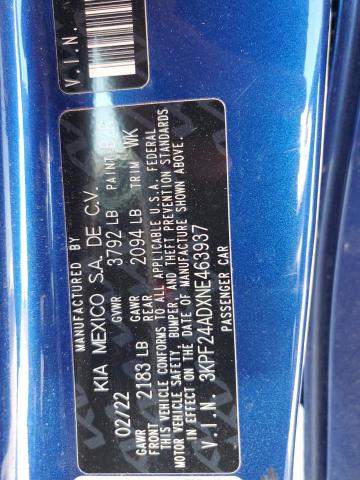 V.I.N.
MANUFACTURED BY
KIA MEXICO S.A. DE C.V.
02/22 GVWR 3792 LB PAINT
GAWR FRONT 2183 LB GAWR REAR 2094 LB TRIM WK
THIS VEHICLE CONFORMS TO ALL APPLICABLE U.S.A. FEDERAL
MOTOR VEHICLE SAFETY, BUMPER, AND THEFT PREVENTION STANDARDS
IN EFFECT ON THE DATE OF MANUFACTURE SHOWN ABOVE.
V.I.N. 3KPF24ADXNE463937
PASSENGER CAR